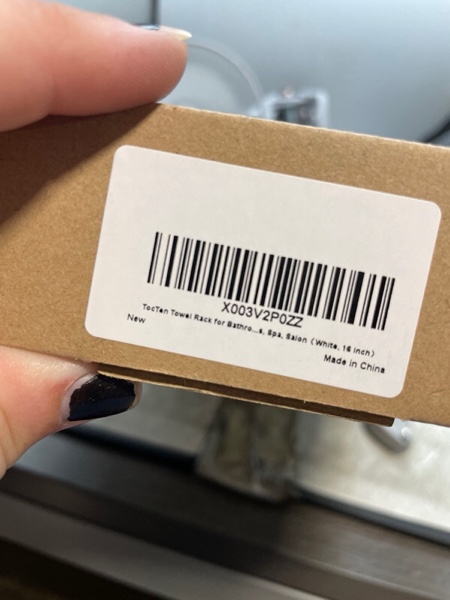 X003V2P0ZZ
TocTen Towel Rack for Bathro...s, Spa, Salon (White, 16 inch)
New
Made in China